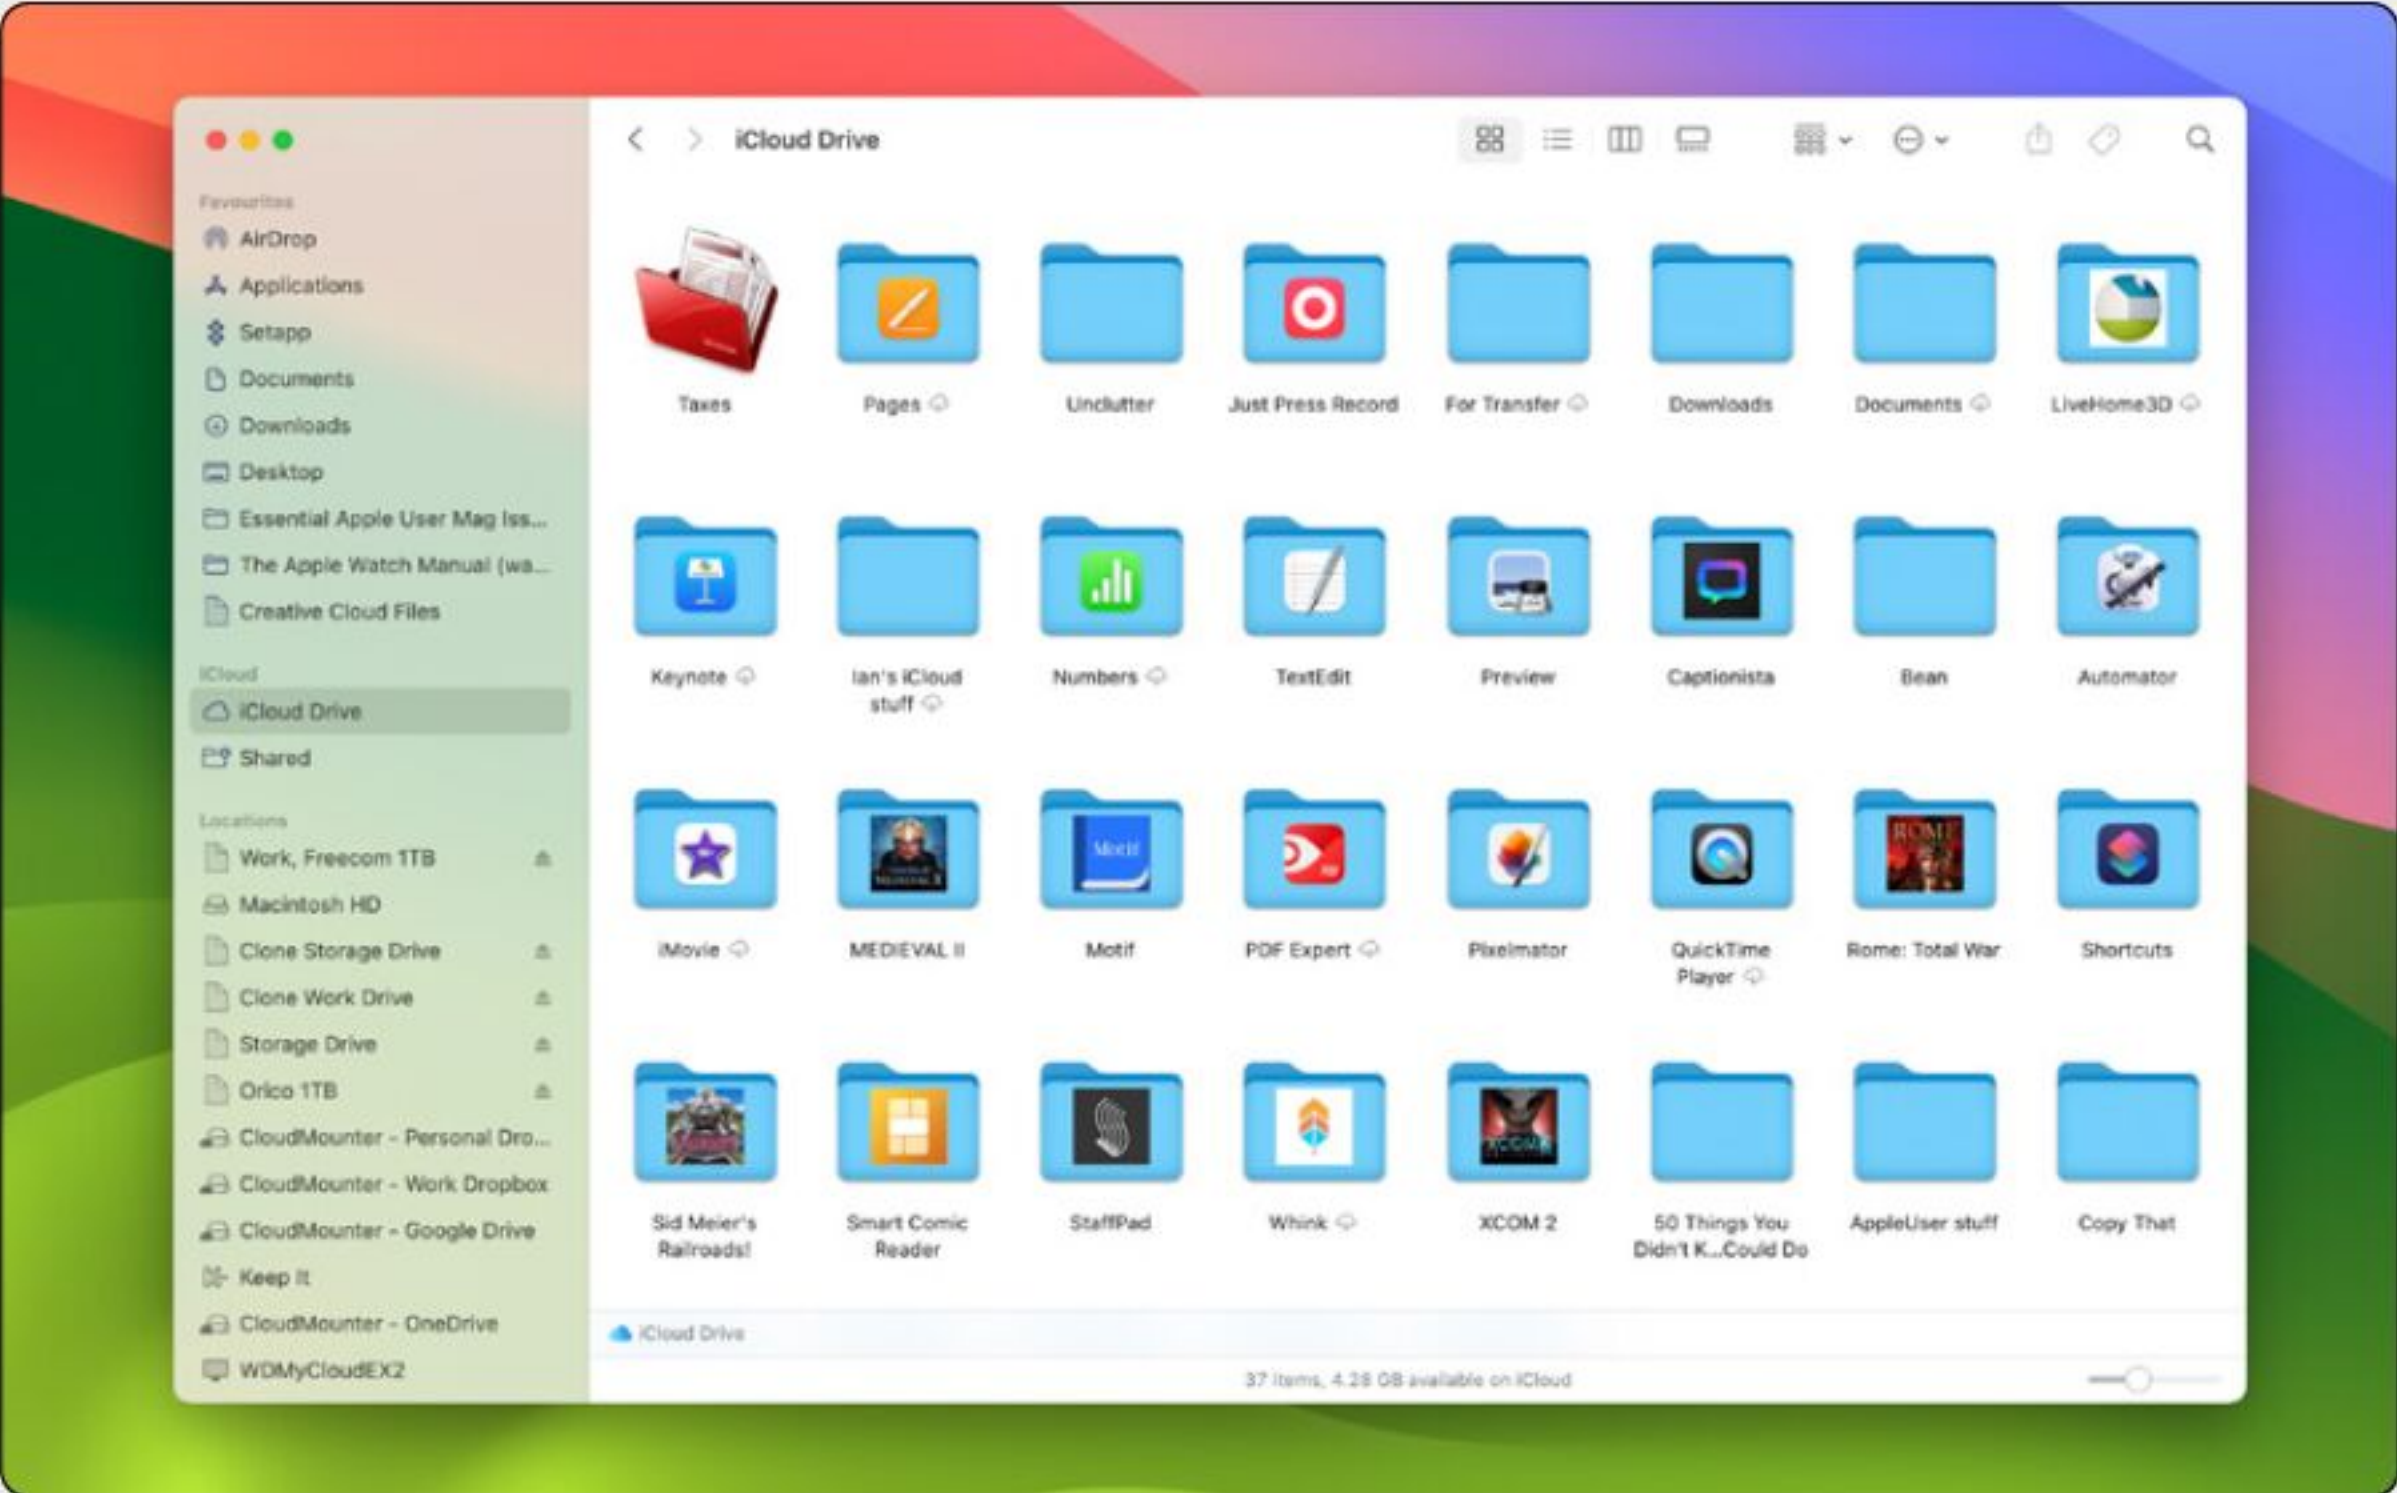 iCloud Drive
Favourites
AirDrop
Applications
Setapp
Documents
Downloads
Desktop
Essential Apple User Mag Iss...
The Apple Watch Manual (wa...
Creative Cloud Files
iCloud
iCloud Drive
Shared
Locations
Work, Freecom 1TB
Macintosh HD
Clone Storage Drive
Clone Work Drive
Storage Drive
Orico 1TB
CloudMounter - Personal Dro...
CloudMounter - Work Dropbox
CloudMounter - Google Drive
Keep It
CloudMounter - OneDrive
WDMyCloudEX2
Taxes
Pages
Unclutter
Just Press Record
For Transfer
Downloads
Documents
LiveHome3D
Keynote
Ian's iCloud
stuff
Numbers
TextEdit
Preview
Captionista
Bean
Automator
Motif
ROME
iMovie
MEDIEVAL II
Motif
PDF Expert
Pixelmator
QuickTime
Player
Rome: Total War
Shortcuts
Sid Meier's
Railroads!
Smart Comic
Reader
StaffPad
Whink
XCOM 2
50 Things You
Didn't K...Could Do
AppleUser stuff
Copy That
iCloud Drive
37 items, 4.28 GB available on iCloud